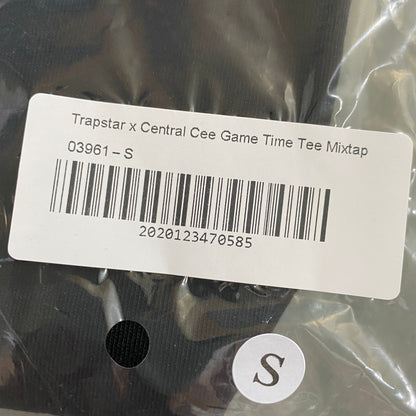 Trapstar x Central Cee Game Time Tee Mixtap
03961 – S
2020123470585
S